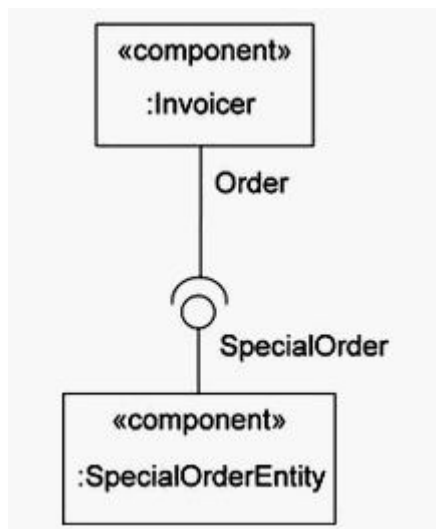 «component»
:Invoicer
Order
SpecialOrder
«component»
:SpecialOrderEntity